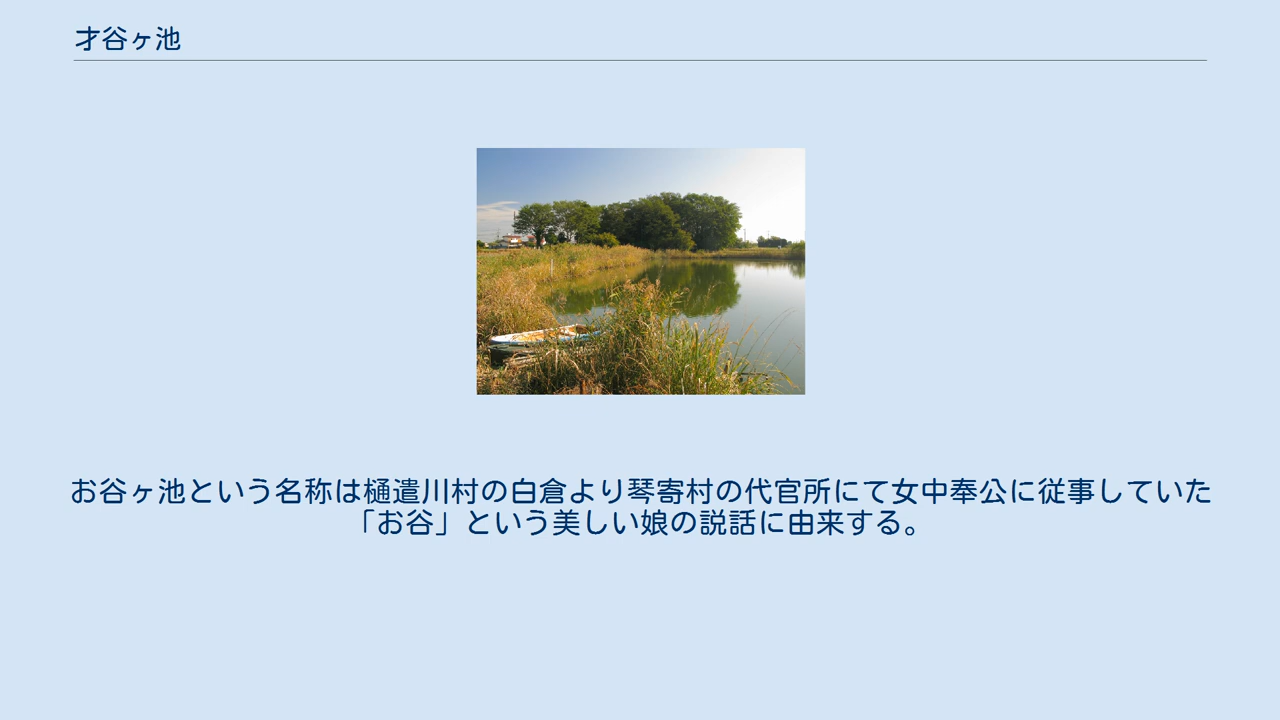 才谷ヶ池
お谷ヶ池という名称は樋遣川村の白倉より琴寄村の代官所にて女中奉公に従事していた
「お谷」という美しい娘の説話に由来する。